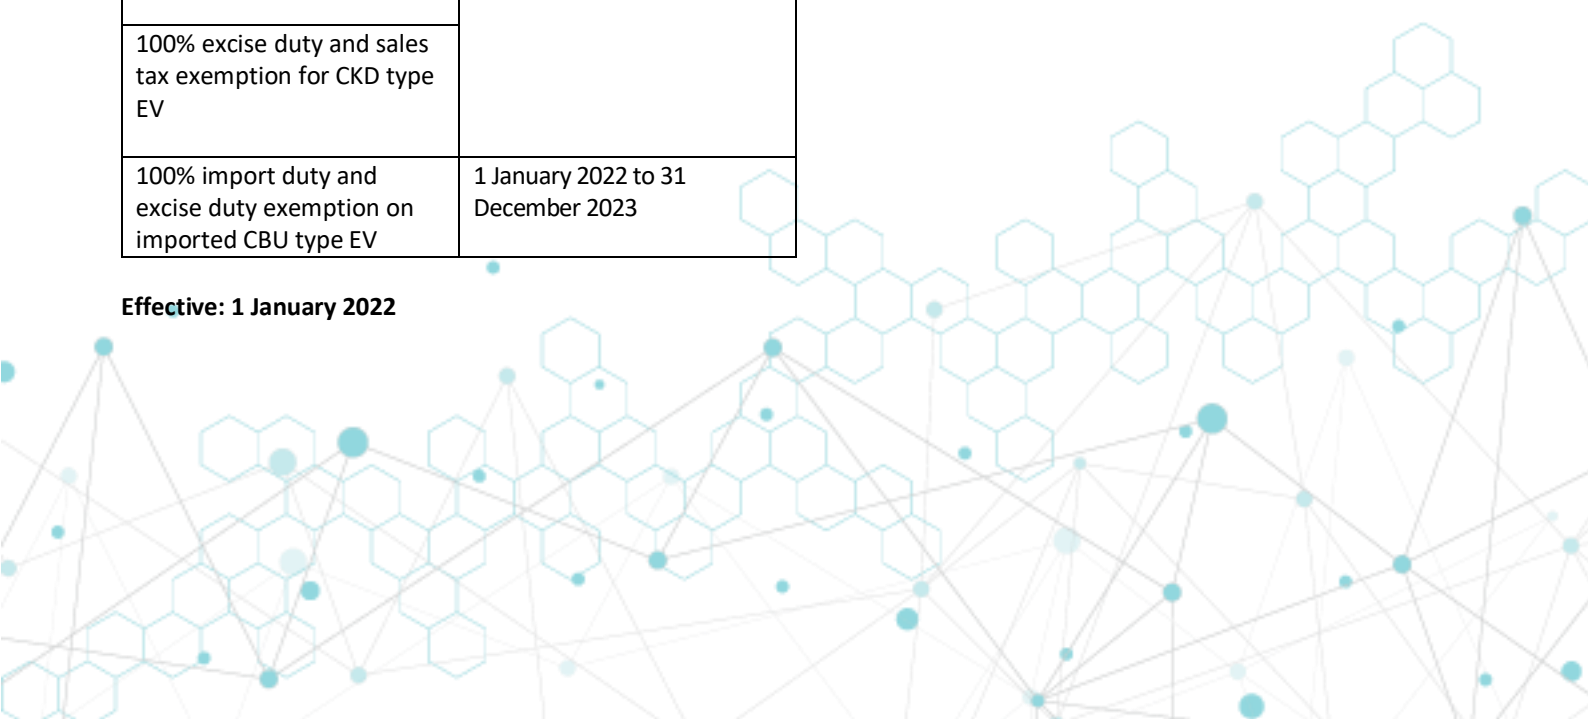 100% excise duty and sales
tax exemption for CKD type
EV
100% import duty and
excise duty exemption on
imported CBU type EV
1 January 2022 to 31
December 2023
Effective: 1 January 2022